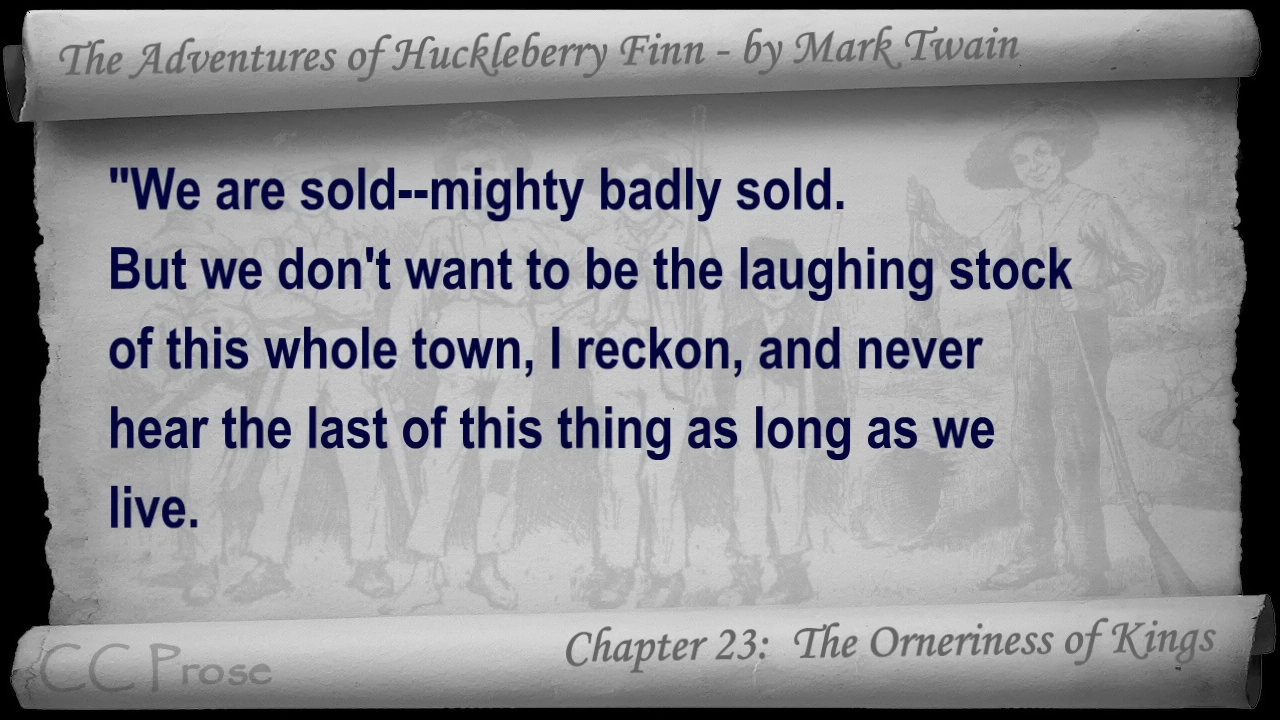 The Adventures of Huckleberry Finn - by Mark Twain
"We are sold--mighty badly sold.
But we don't want to be the laughing stock
of this whole town, I reckon, and never
hear the last of this thing as long as we
live.
Chapter 23: The Orneriness of Kings
CC Prose